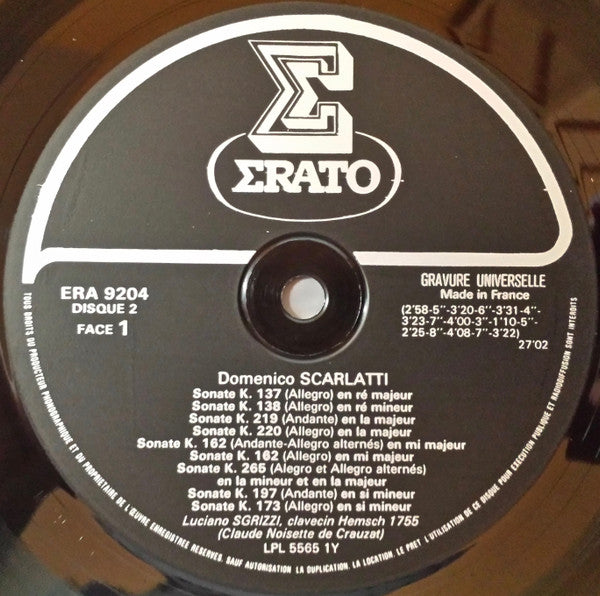 Σ
ΣRATO
ERA 9204
DISQUE 2
FACE 1
GRAVURE UNIVERSELLE
Made in France
(2'58-5''-3'20-6''-3'31-4''-
3'23-7''-4'00-3''-1'10-5''-
2'25-8''-4'08-7''-3'22)
27'02
Domenico SCARLATTI
Sonate K. 137 (Allegro) en ré majeur
Sonate K. 138 (Allegro) en ré mineur
Sonate K. 219 (Andante) en la majeur
Sonate K. 220 (Allegro) en la majeur
Sonate K. 162 (Andante-Allegro alternés) en mi majeur
Sonate K. 162 (Allegro) en mi majeur
Sonate K. 265 (Alegro et Allegro alternés)
en la mineur et en la majeur
Sonate K. 197 (Andante) en si mineur
Sonate K. 173 (Allegro) en si mineur
Luciano SGRIZZI, clavecin Hemsch 1755
(Claude Noisette de Crauzat)
LPL 5565 1Y
TOUS DROITS DU PRODUCTEUR PHONOGRAPHIQUE ET DU PROPRIETAIRE DE L'ŒUVRE ENREGISTREE RESERVES. SAUF AUTORISATION LA DUPLICATION, LA LOCATION, LE PRET L'UTILISATION DE CE DISQUE POUR EXECUTION PUBLIQUE ET RADIODIFFUSION SONT INTERDITS